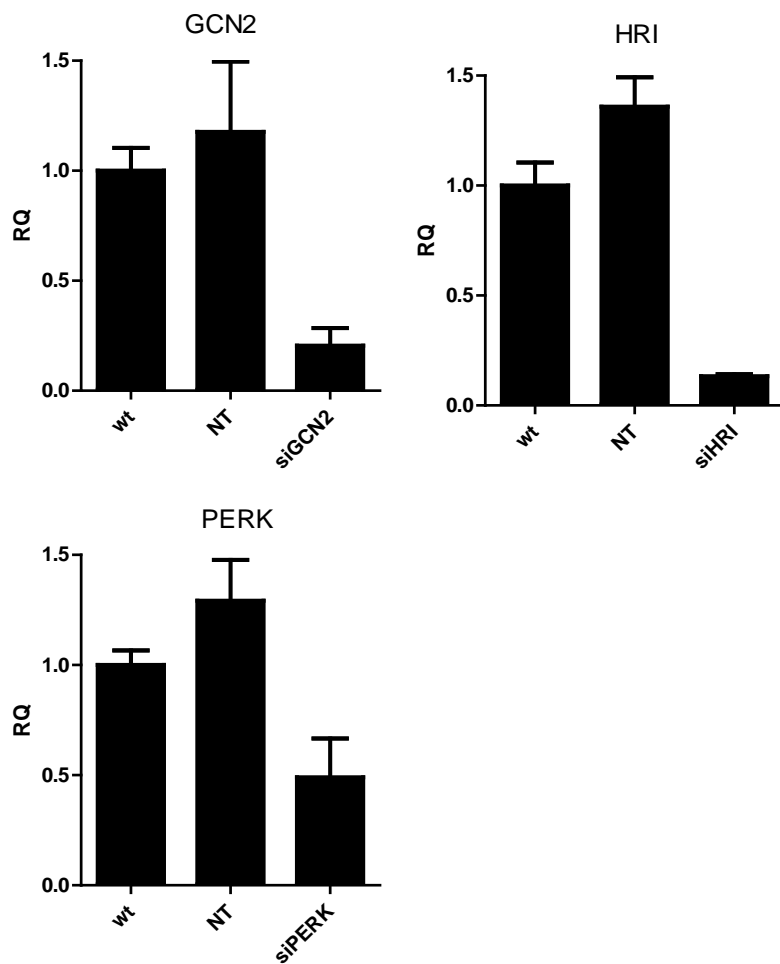 GCN2
1.5
1.0
0.5
0.0
RQ
wt
NT
siGCN2
HRI
1.5
1.0
0.5
0.0
RQ
wt
NT
siHRI
PERK
1.5
1.0
0.5
0.0
RQ
wt
NT
siPERK